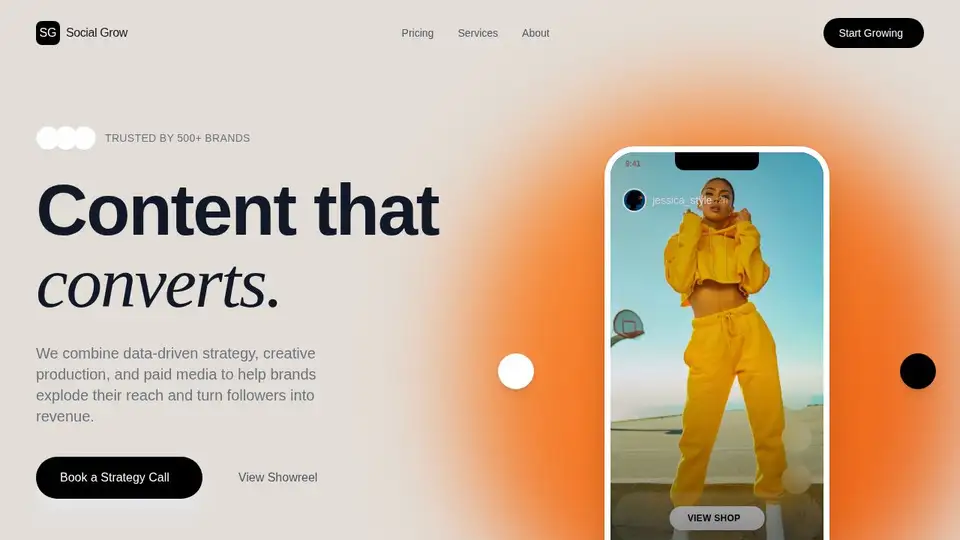 SG Social Grow
Pricing
Services
About
Start Growing
TRUSTED BY 500+ BRANDS
Content that
converts.
We combine data-driven strategy, creative
production, and paid media to help brands
explode their reach and turn followers into
revenue.
Book a Strategy Call
View Showreel
9:41
jessica_style
VIEW SHOP